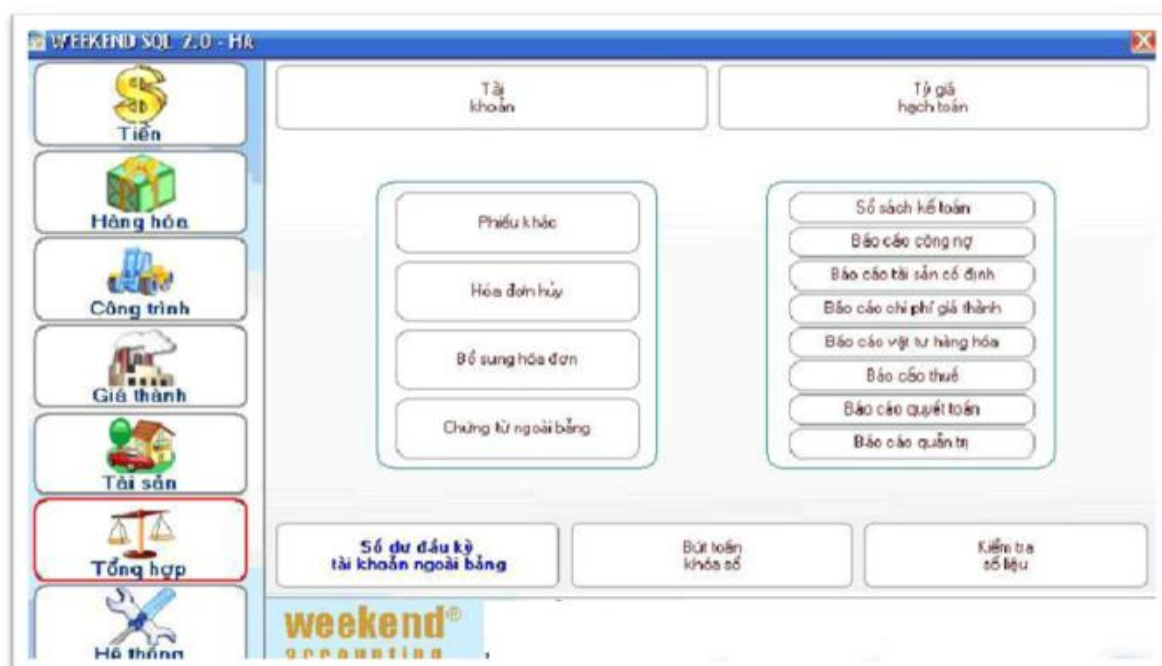 WEEKEND SQL 2.0 - HA
Tiền
Hàng hóa
Công trình
Giá thành
Tài sản
Tổng hợp
Hệ thống
Tài
khoản
Tỷ giá
hạch toán
Phiếu khác
Hóa đơn hủy
Bổ sung hóa đơn
Chứng từ ngoài bảng
Sổ sách kế toán
Báo cáo công nợ
Báo cáo tài sản cố định
Báo cáo chi phí giá thành
Báo cáo vật tư hàng hóa
Báo cáo thuế
Báo cáo quyết toán
Báo cáo quản trị
Số dư đầu kỳ
tài khoản ngoài bảng
Bút toán
khóa sổ
Kiểm tra
số liệu
weekend®
accounting